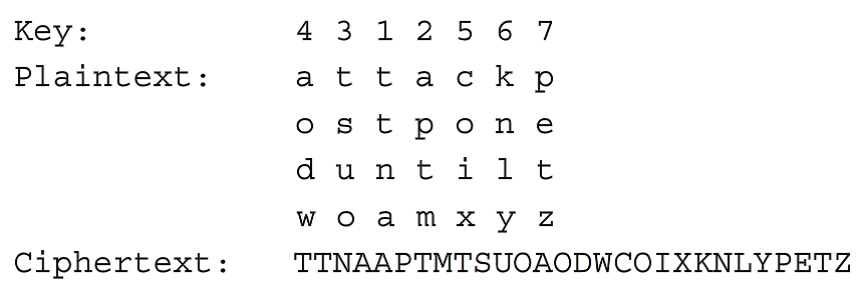 Key: 4 3 1 2 5 6 7
Plaintext: a t t a c k p
o s t p o n e
d u n t i l t
w o a m x y z
Ciphertext: TTNAAPTMTSUOAODWCOIXKNLYPETZ